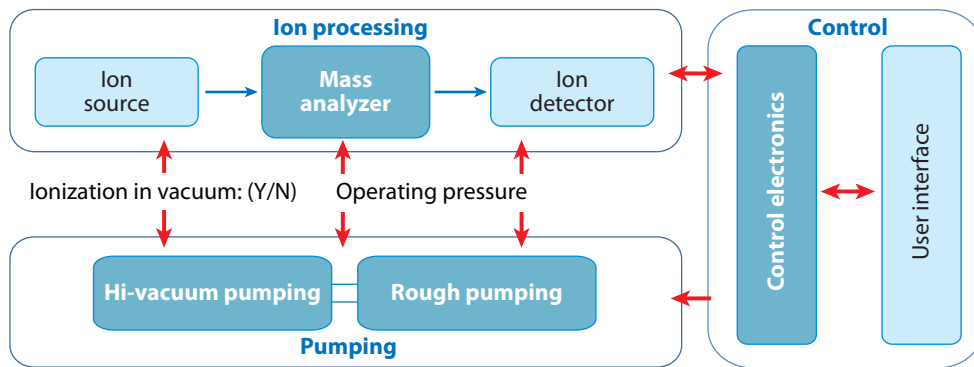 Ion processing
Control
Ion
source
Mass
analyzer
Ion
detector
Ionization in vacuum: (Y/N)
Operating pressure
Control electronics
User interface
Hi-vacuum pumping
Rough pumping
Pumping